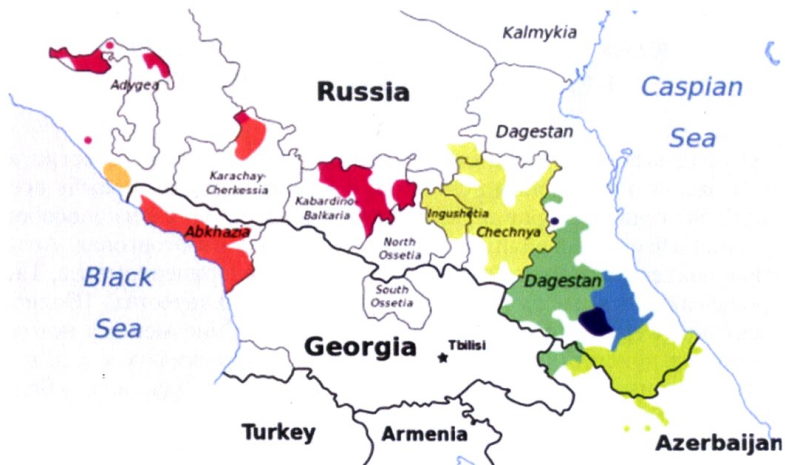 Kalmykia
Caspian
Sea
Adygea
Russia
Dagestan
Karachay-
Cherkessia
Kabardino
Balkaria
Ingushetia
Chechnya
Abkhazia
North
Ossetia
Black
Sea
South
Ossetia
Dagestan
Georgia
Tbilisi
Turkey
Armenia
Azerbaijan